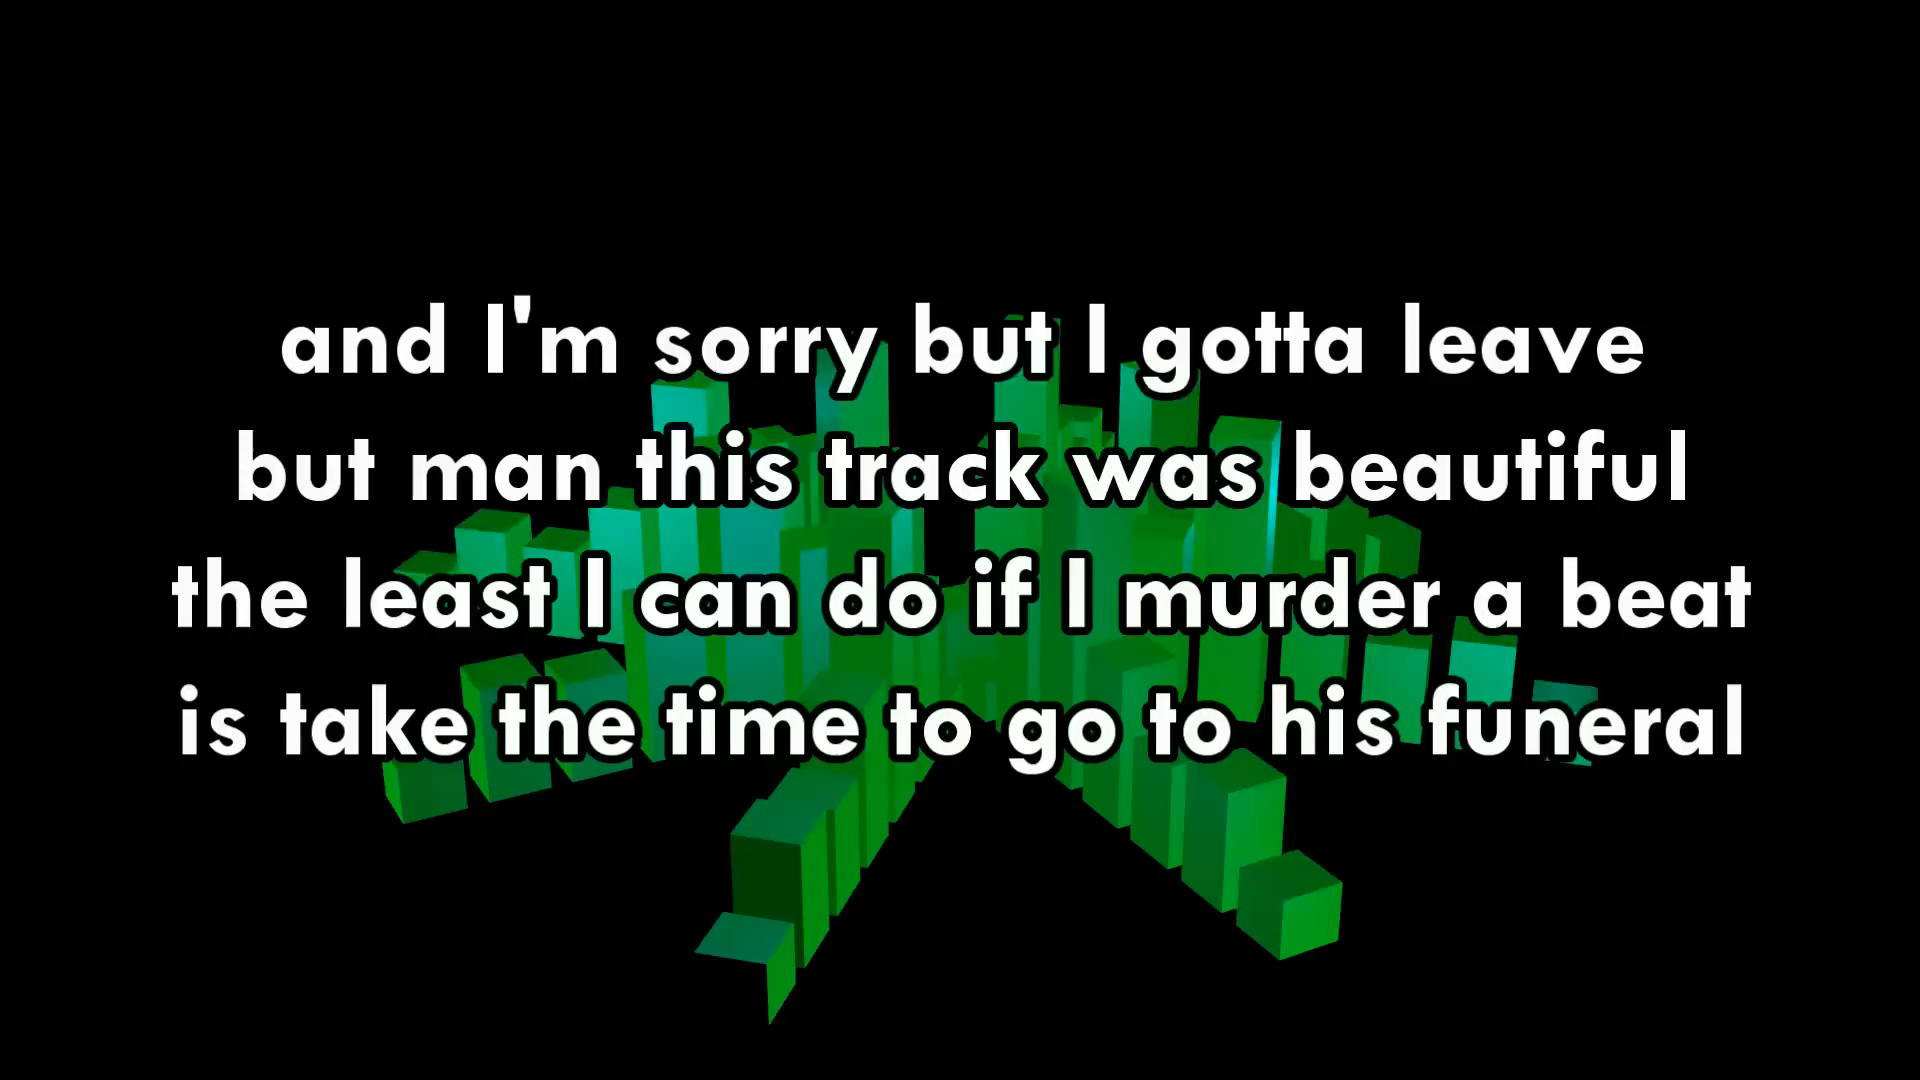 and I'm sorry but I gotta leave
but man this track was beautiful
the least I can do if I murder a beat
is take the time to go to his funeral